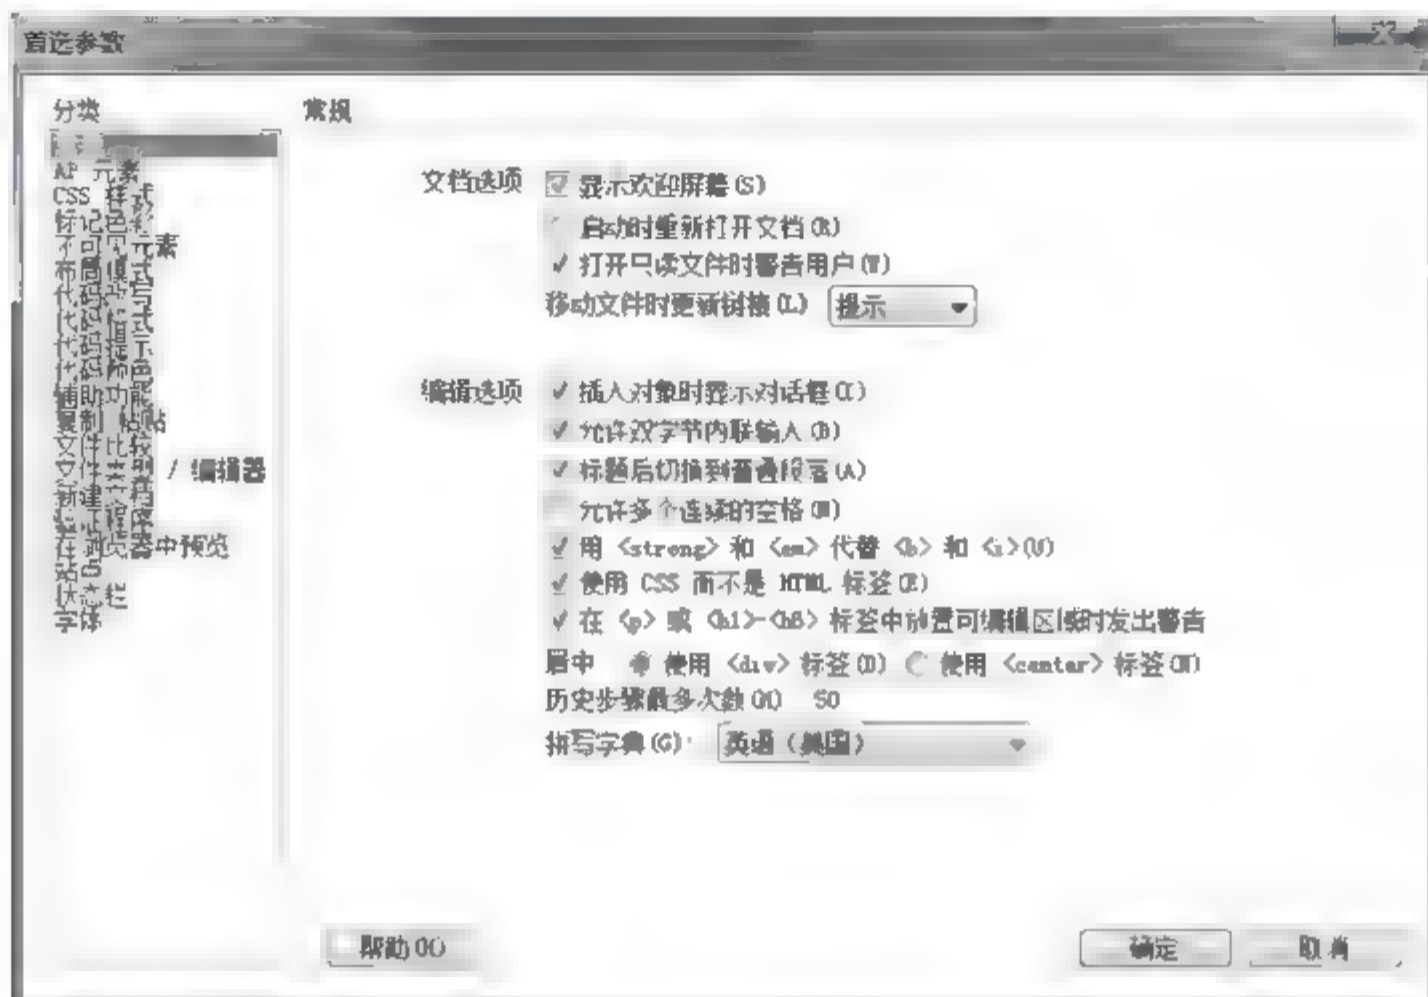 首选参数
分类
常规
AP 元素
CSS 样式
标记色彩
不可见元素
布局模式
代码改写
代码格式
代码提示
代码颜色
辅助功能
复制 粘贴
文件比较
文件类型 / 编辑器
新建文档
验证程序
在浏览器中预览
站点
状态栏
字体
文档选项
显示欢迎屏幕(S)
启动时重新打开文档(R)
打开只读文件时警告用户(W)
移动文件时更新链接(L) 提示
编辑选项
插入对象时显示对话框(I)
允许双字节内联输入(B)
标题后切换到普通段落(A)
允许多个连续的空格(M)
用 <strong> 和 <em> 代替 <b> 和 <i>(U)
使用 CSS 而不是 HTML 标签(E)
在 <p> 或 <h1>-<h6> 标签中放置可编辑区域时发出警告
居中 使用 <div> 标签(D) 使用 <center> 标签(N)
历史步骤最多次数(M) 50
拼写字典(G): 英语（美国）
帮助(H)
确定
取消